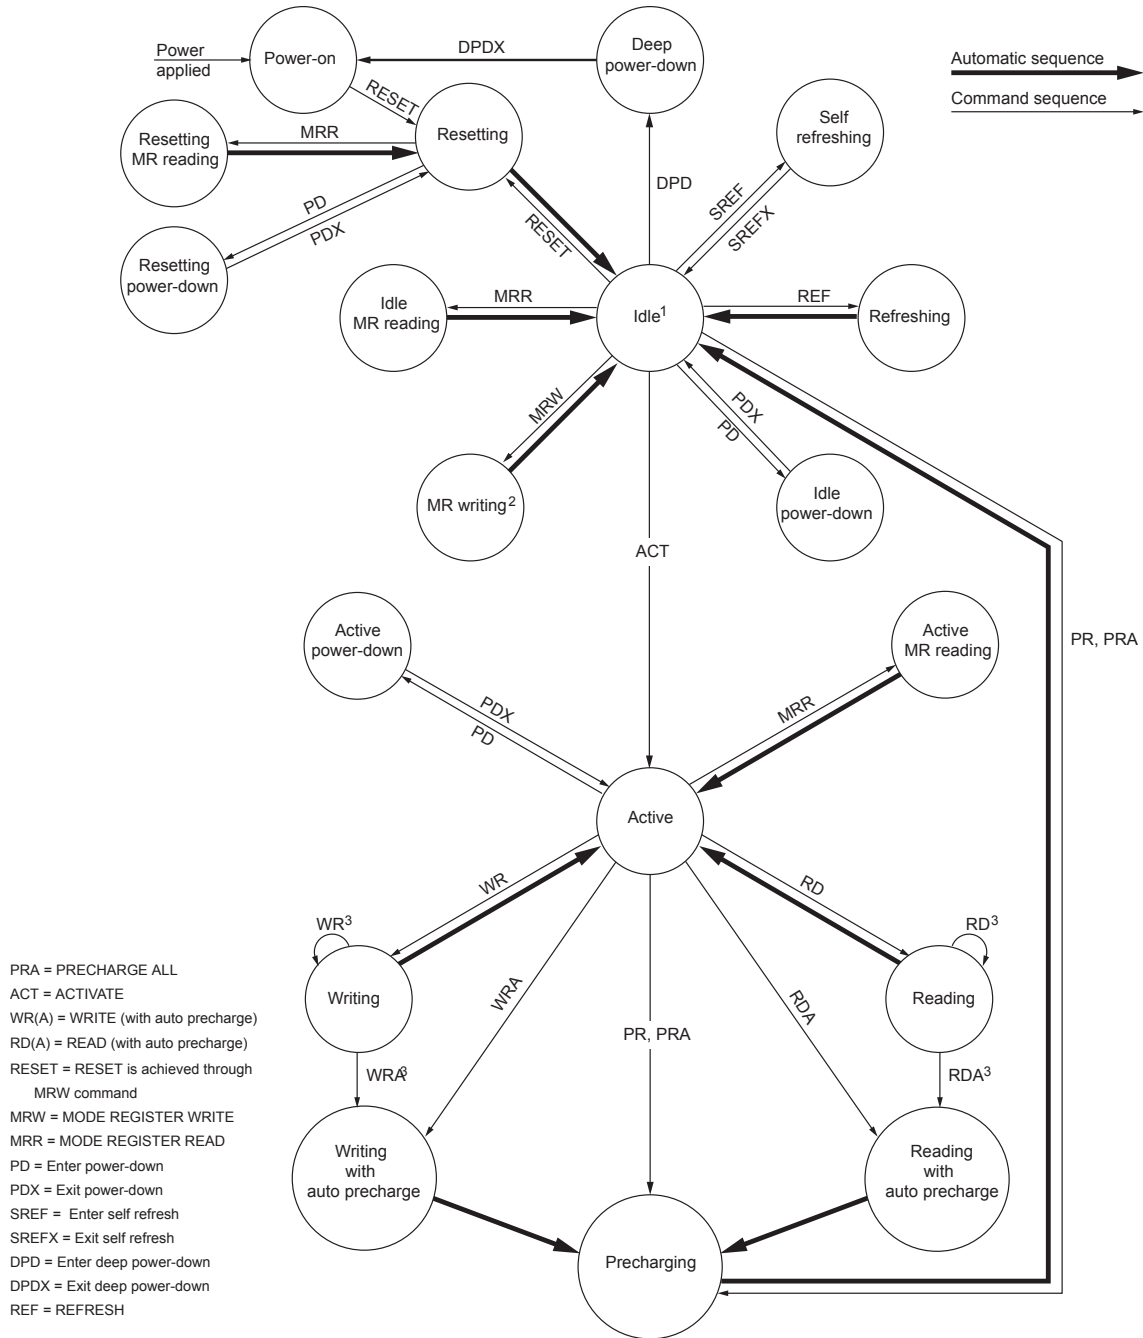 Power
applied
Power-on
DPDX
Deep
power-down
Automatic sequence
Command sequence
RESET
Resetting
MR reading
MRR
Resetting
Self
refreshing
PD
PDX
RESET
DPD
SREF
SREFX
Resetting
power-down
Idle
MR reading
MRR
Idle1
REF
Refreshing
MRW
PDX
PD
MR writing2
Idle
power-down
ACT
Active
power-down
Active
MR reading
PR, PRA
PDX
PD
MRR
Active
WR
RD
WR3
RD3
Writing
WRA
PR, PRA
RDA
Reading
WRA3
RDA3
Writing
with
auto precharge
Reading
with
auto precharge
Precharging
PRA = PRECHARGE ALL
ACT = ACTIVATE
WR(A) = WRITE (with auto precharge)
RD(A) = READ (with auto precharge)
RESET = RESET is achieved through
MRW command
MRW = MODE REGISTER WRITE
MRR = MODE REGISTER READ
PD = Enter power-down
PDX = Exit power-down
SREF = Enter self refresh
SREFX = Exit self refresh
DPD = Enter deep power-down
DPDX = Exit deep power-down
REF = REFRESH